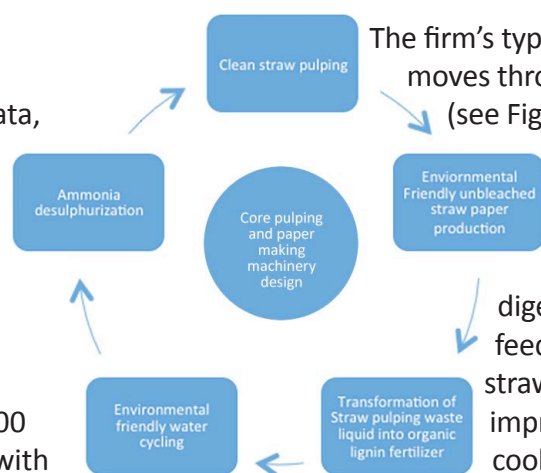 The firm's typ
moves thro
(see Fig
ata,
Clean straw pulping
Enviornmental
Friendly unbleached
straw paper
production
Transformation of
Straw pulping waste
liquid into organic
lignin fertilizer
Environmental
friendly water
cycling
Ammonia
desulphurization
Core pulping
and paper
making
machinery
design
dige
feed
straw
impr
cook
00
with